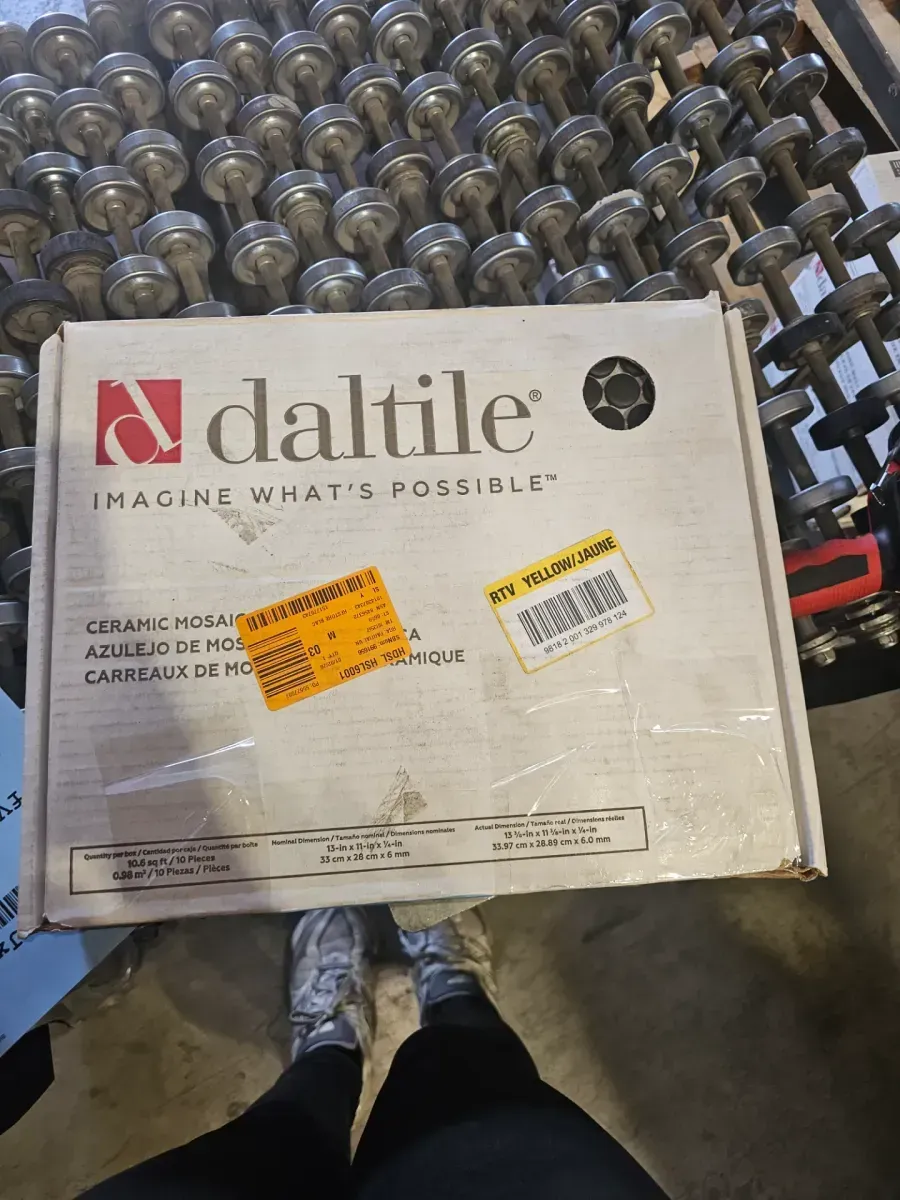 daltile®
IMAGINE WHAT'S POSSIBLE™
RTV YELLOW/JAUNE
9818 2 001 329 978 124
CERAMIC MOSAIC
AZULEJO DE MOS CA
CARREAUX DE MO RAMIQUE
HDSL HSL6001
03
M
Quantity per box / Cantidad por caja / Quantité par boîte
10.6 sq ft / 10 Pieces
0.98 m² / 10 Piezas / Pièces
Nominal Dimension / Tamaño nominal / Dimensions nominales
13-in x 11-in x ¼-in
33 cm x 28 cm x 6 mm
Actual Dimension / Tamaño real / Dimensions réelles
13 ⅜-in x 11 ⅜-in x ¼-in
33.97 cm x 28.89 cm x 6.0 mm